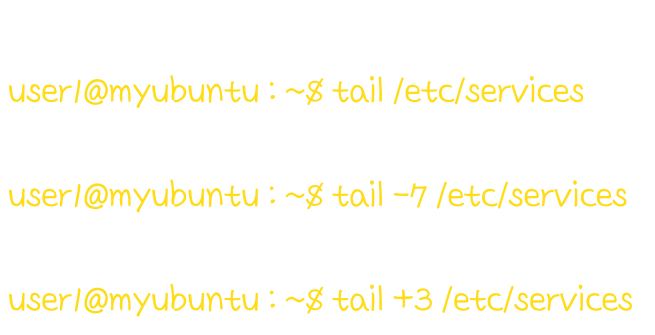 user1@myubuntu : ~$ tail /etc/services
user1@myubuntu : ~$ tail -7 /etc/services
user1@myubuntu : ~$ tail +3 /etc/services